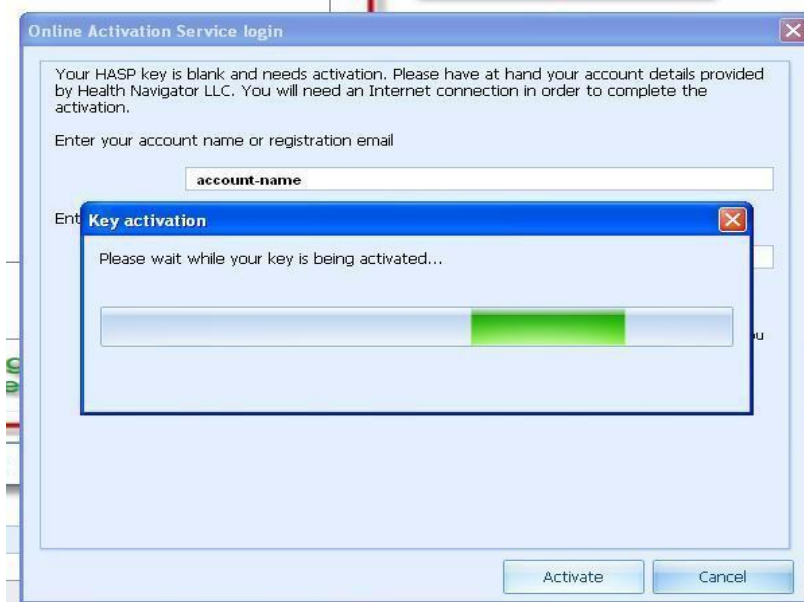 Online Activation Service login
Your HASP key is blank and needs activation. Please have at hand your account details provided
by Health Navigator LLC. You will need an Internet connection in order to complete the
activation.
Enter your account name or registration email
account-name
Ent
Key activation
Please wait while your key is being activated...
Activate
Cancel